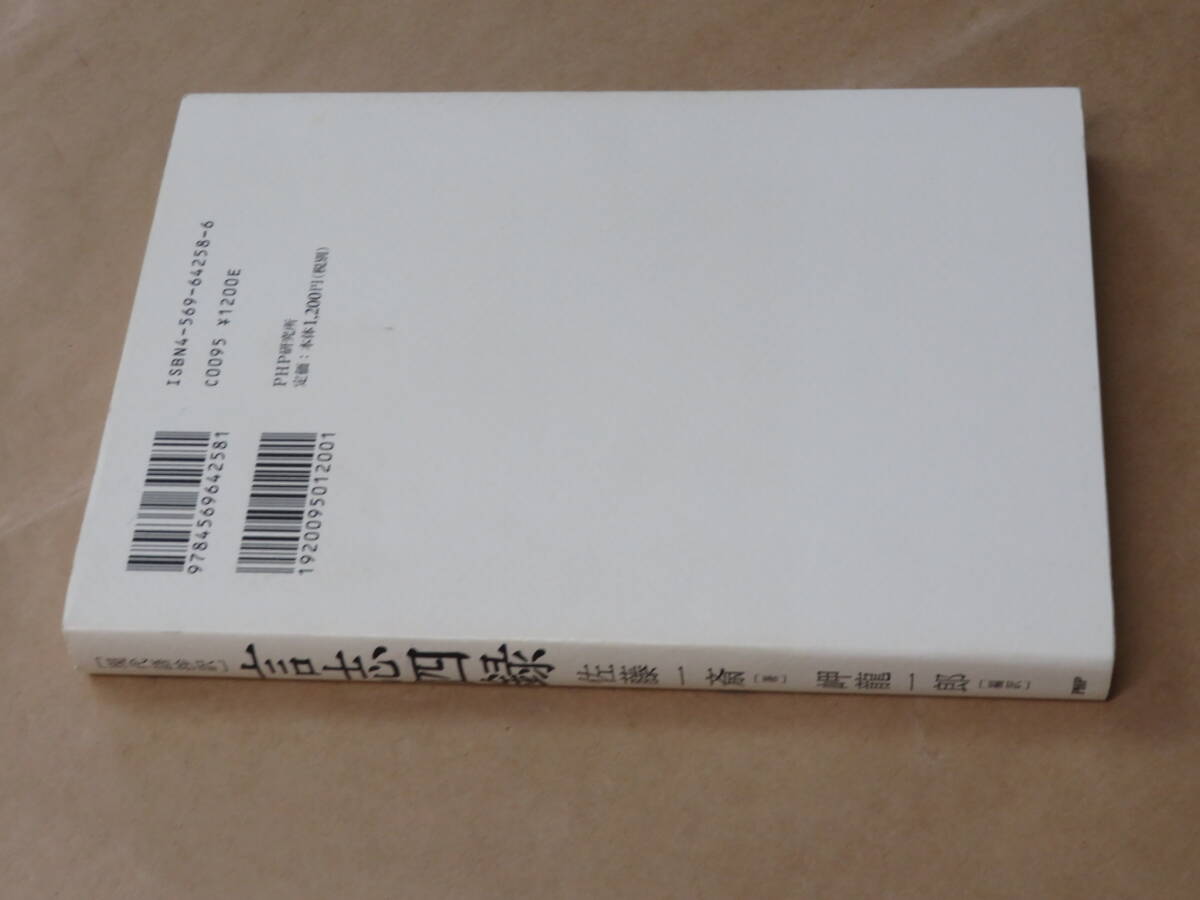 ISBN4-569-64258-6
C0095 ¥1200E
PHP研究所
定価：本体1,200円(税別)
9784569642581
1920095012001
[現代語抄訳]
言志四録
佐藤一斎[著]
岬龍一郎[編訳]
PHP